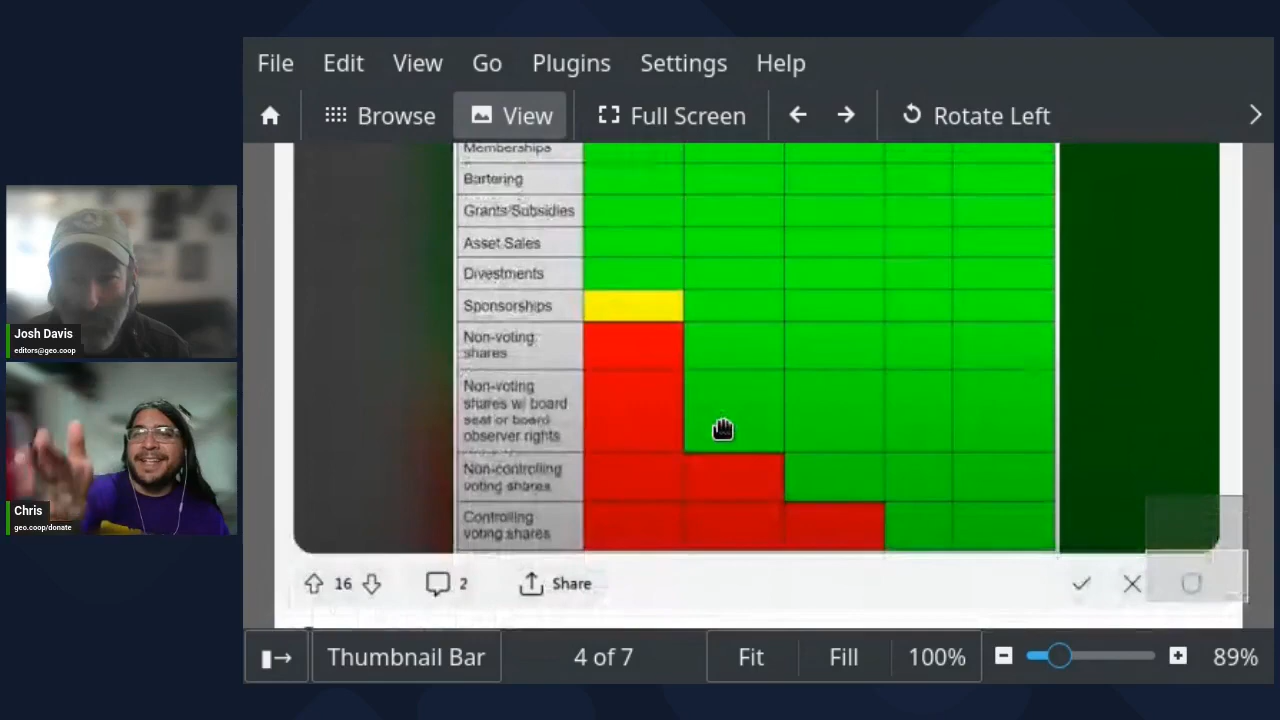 File Edit View Go Plugins Settings Help
Browse View Full Screen Rotate Left
Memberships
Bartering
Grants/Subsidies
Asset Sales
Divestments
Sponsorships
Non-voting
shares
Non-voting
shares w/ board
seat or board
observer rights
Non-controlling
voting shares
Controlling
voting shares
16 2 Share
Thumbnail Bar 4 of 7 Fit Fill 100% 89%
Josh Davis
editors@geo.coop
Chris
geo.coop/donate